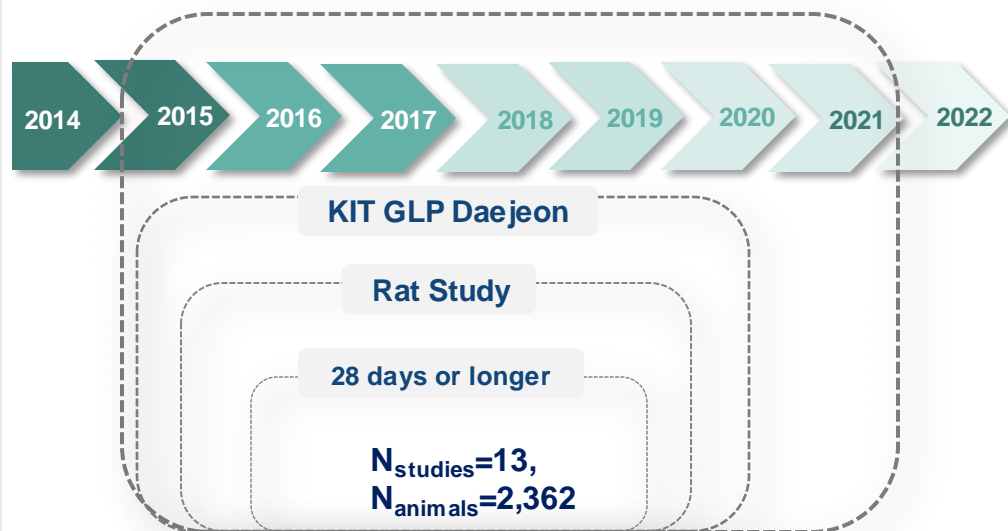 2014 2015 2016 2017 2018 2019 2020 2021 2022
KIT GLP Daejeon
Rat Study
28 days or longer
Nstudies=13,
Nanimals=2,362